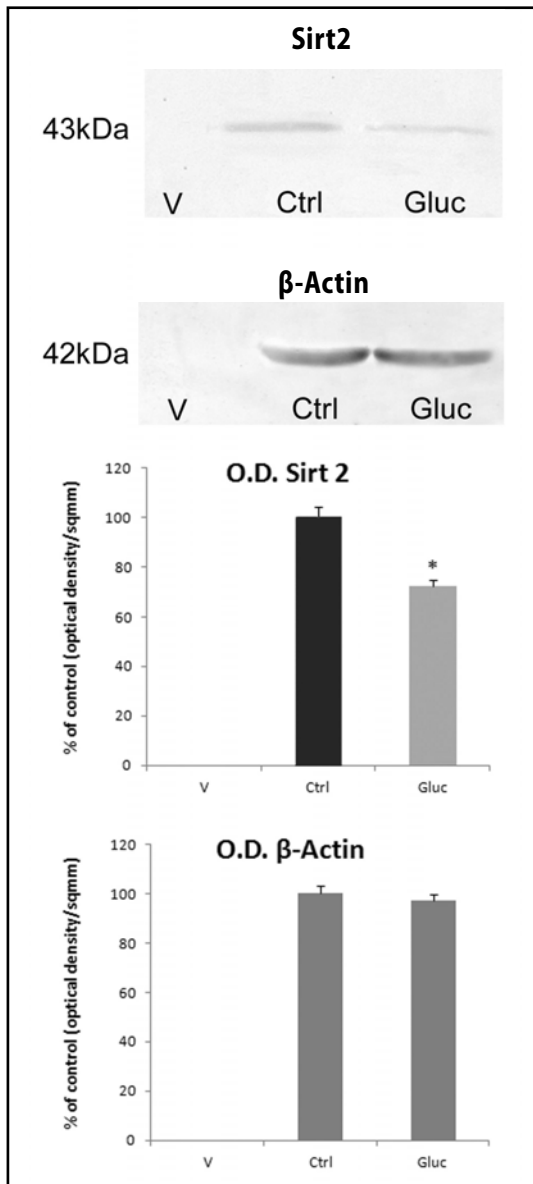 Sirt2
43kDa
V Ctrl Gluc
β-Actin
42kDa
V Ctrl Gluc
O.D. Sirt 2
% of control (optical density/sqmm)
120
100
80
60
40
20
0
*
V Ctrl Gluc
O.D. β-Actin
% of control (optical density/sqmm)
120
100
80
60
40
20
0
V Ctrl Gluc